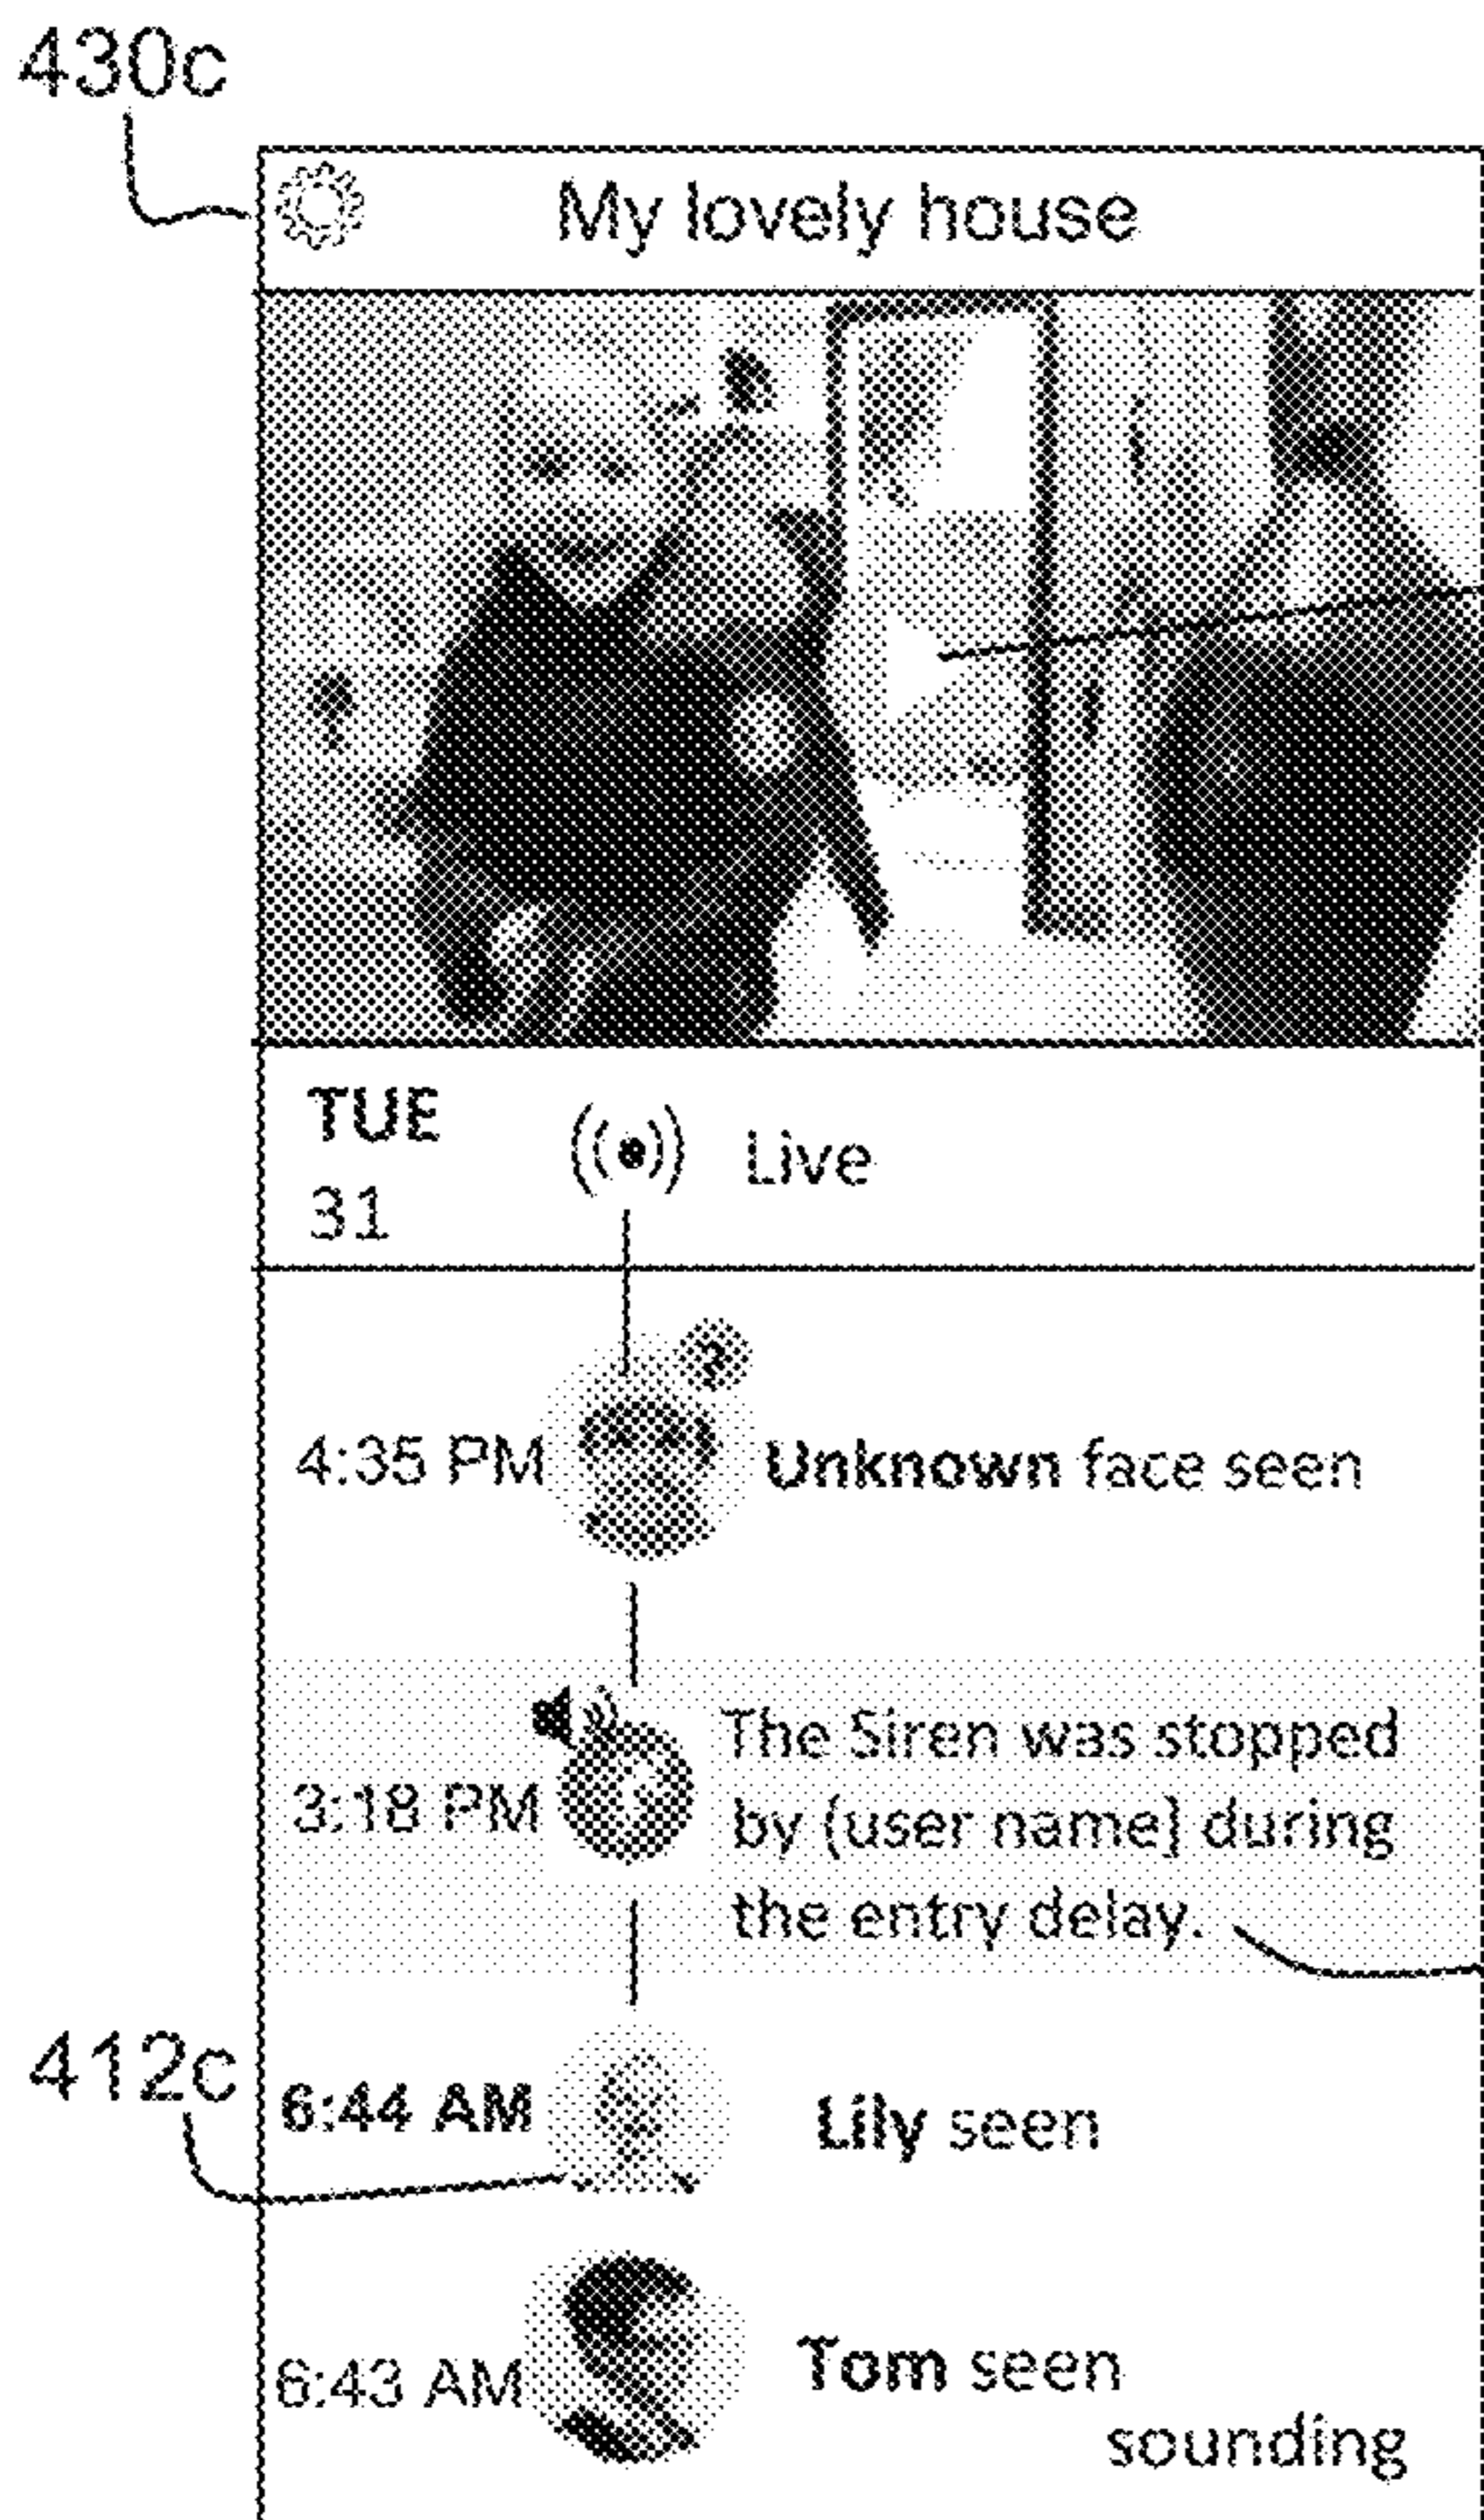 430c
My lovely house
TUE
31
Live
?
4:35 PM Unknown face seen
The Siren was stopped
3:18 PM by (user name] during
the entry delay.
412c
6:44 AM Lily seen
6:43 AM Tom seen
sounding